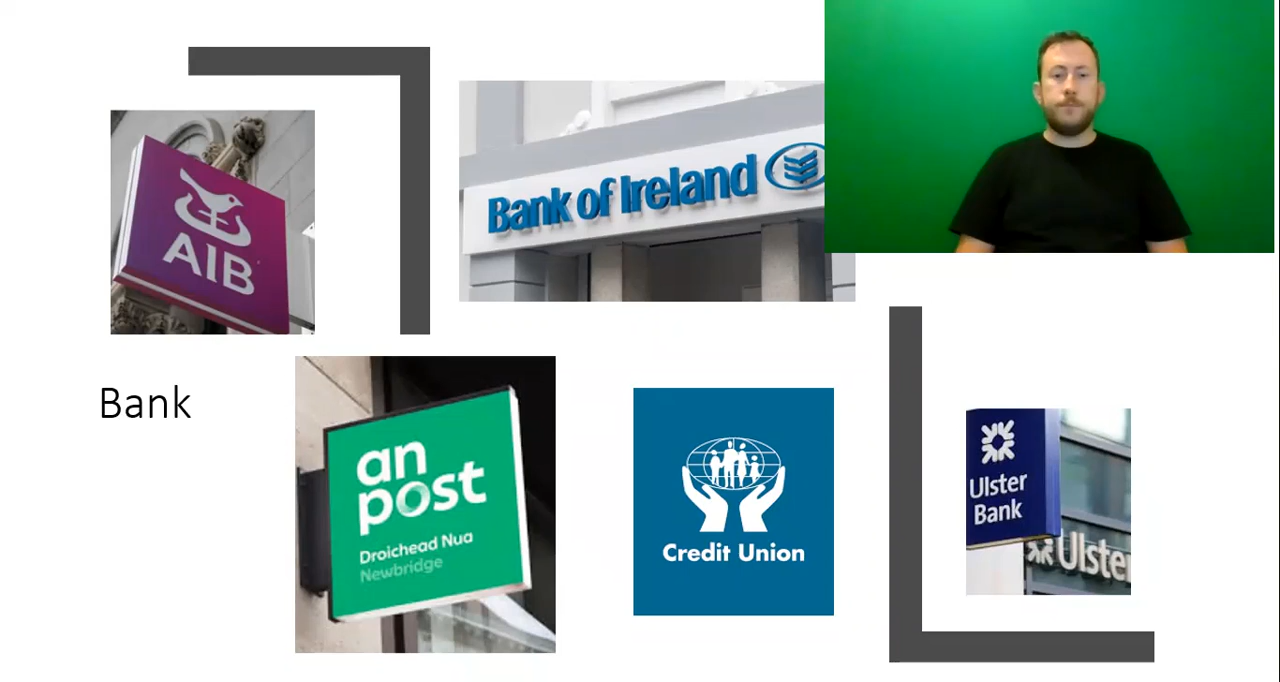 AIB
Bank of Ireland
Bank
an
post
Droichead Nua
Newbridge
Credit Union
Ulster
Bank
Ulster